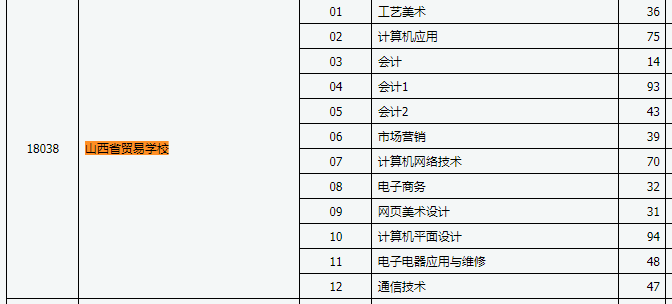 01 工艺美术 36
02 计算机应用 75
03 会计 14
04 会计1 93
05 会计2 43
06 市场营销 39
18038 山西省贸易学校 07 计算机网络技术 70
08 电子商务 32
09 网页美术设计 31
10 计算机平面设计 94
11 电子电器应用与维修 48
12 通信技术 47